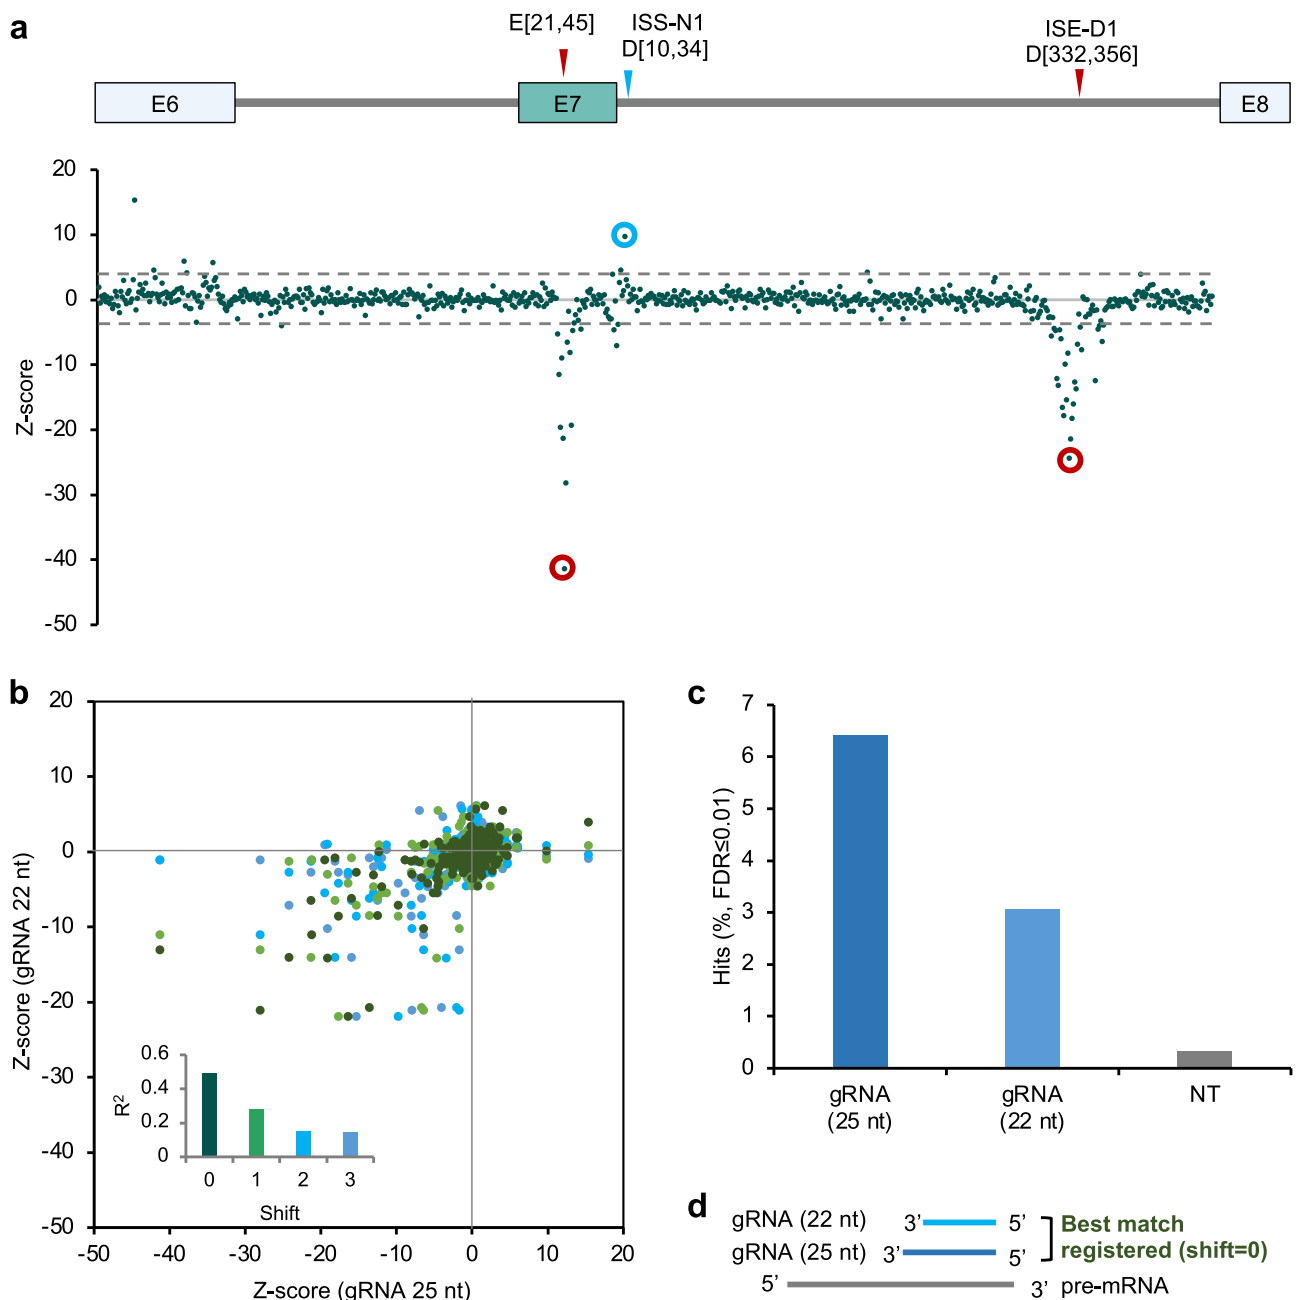 a
E[21,45]
ISS-N1
D[10,34]
ISE-D1
D[332,356]
E6
E7
E8
20
10
0
-10
-20
-30
-40
-50
Z-score
b
20
10
0
-10
-20
-30
-40
-50
Z-score (gRNA 22 nt)
0.6
0.4
0.2
0
R2
0 1 2 3
Shift
-50 -40 -30 -20 -10 0 10 20
Z-score (gRNA 25 nt)
c
7
6
5
4
3
2
1
0
Hits (%, FDR≤0.01)
gRNA
(25 nt)
gRNA
(22 nt)
NT
d
gRNA (22 nt) 3’ 5’
gRNA (25 nt) 3’ 5’
Best match
registered (shift=0)
5’ 3’ pre-mRNA